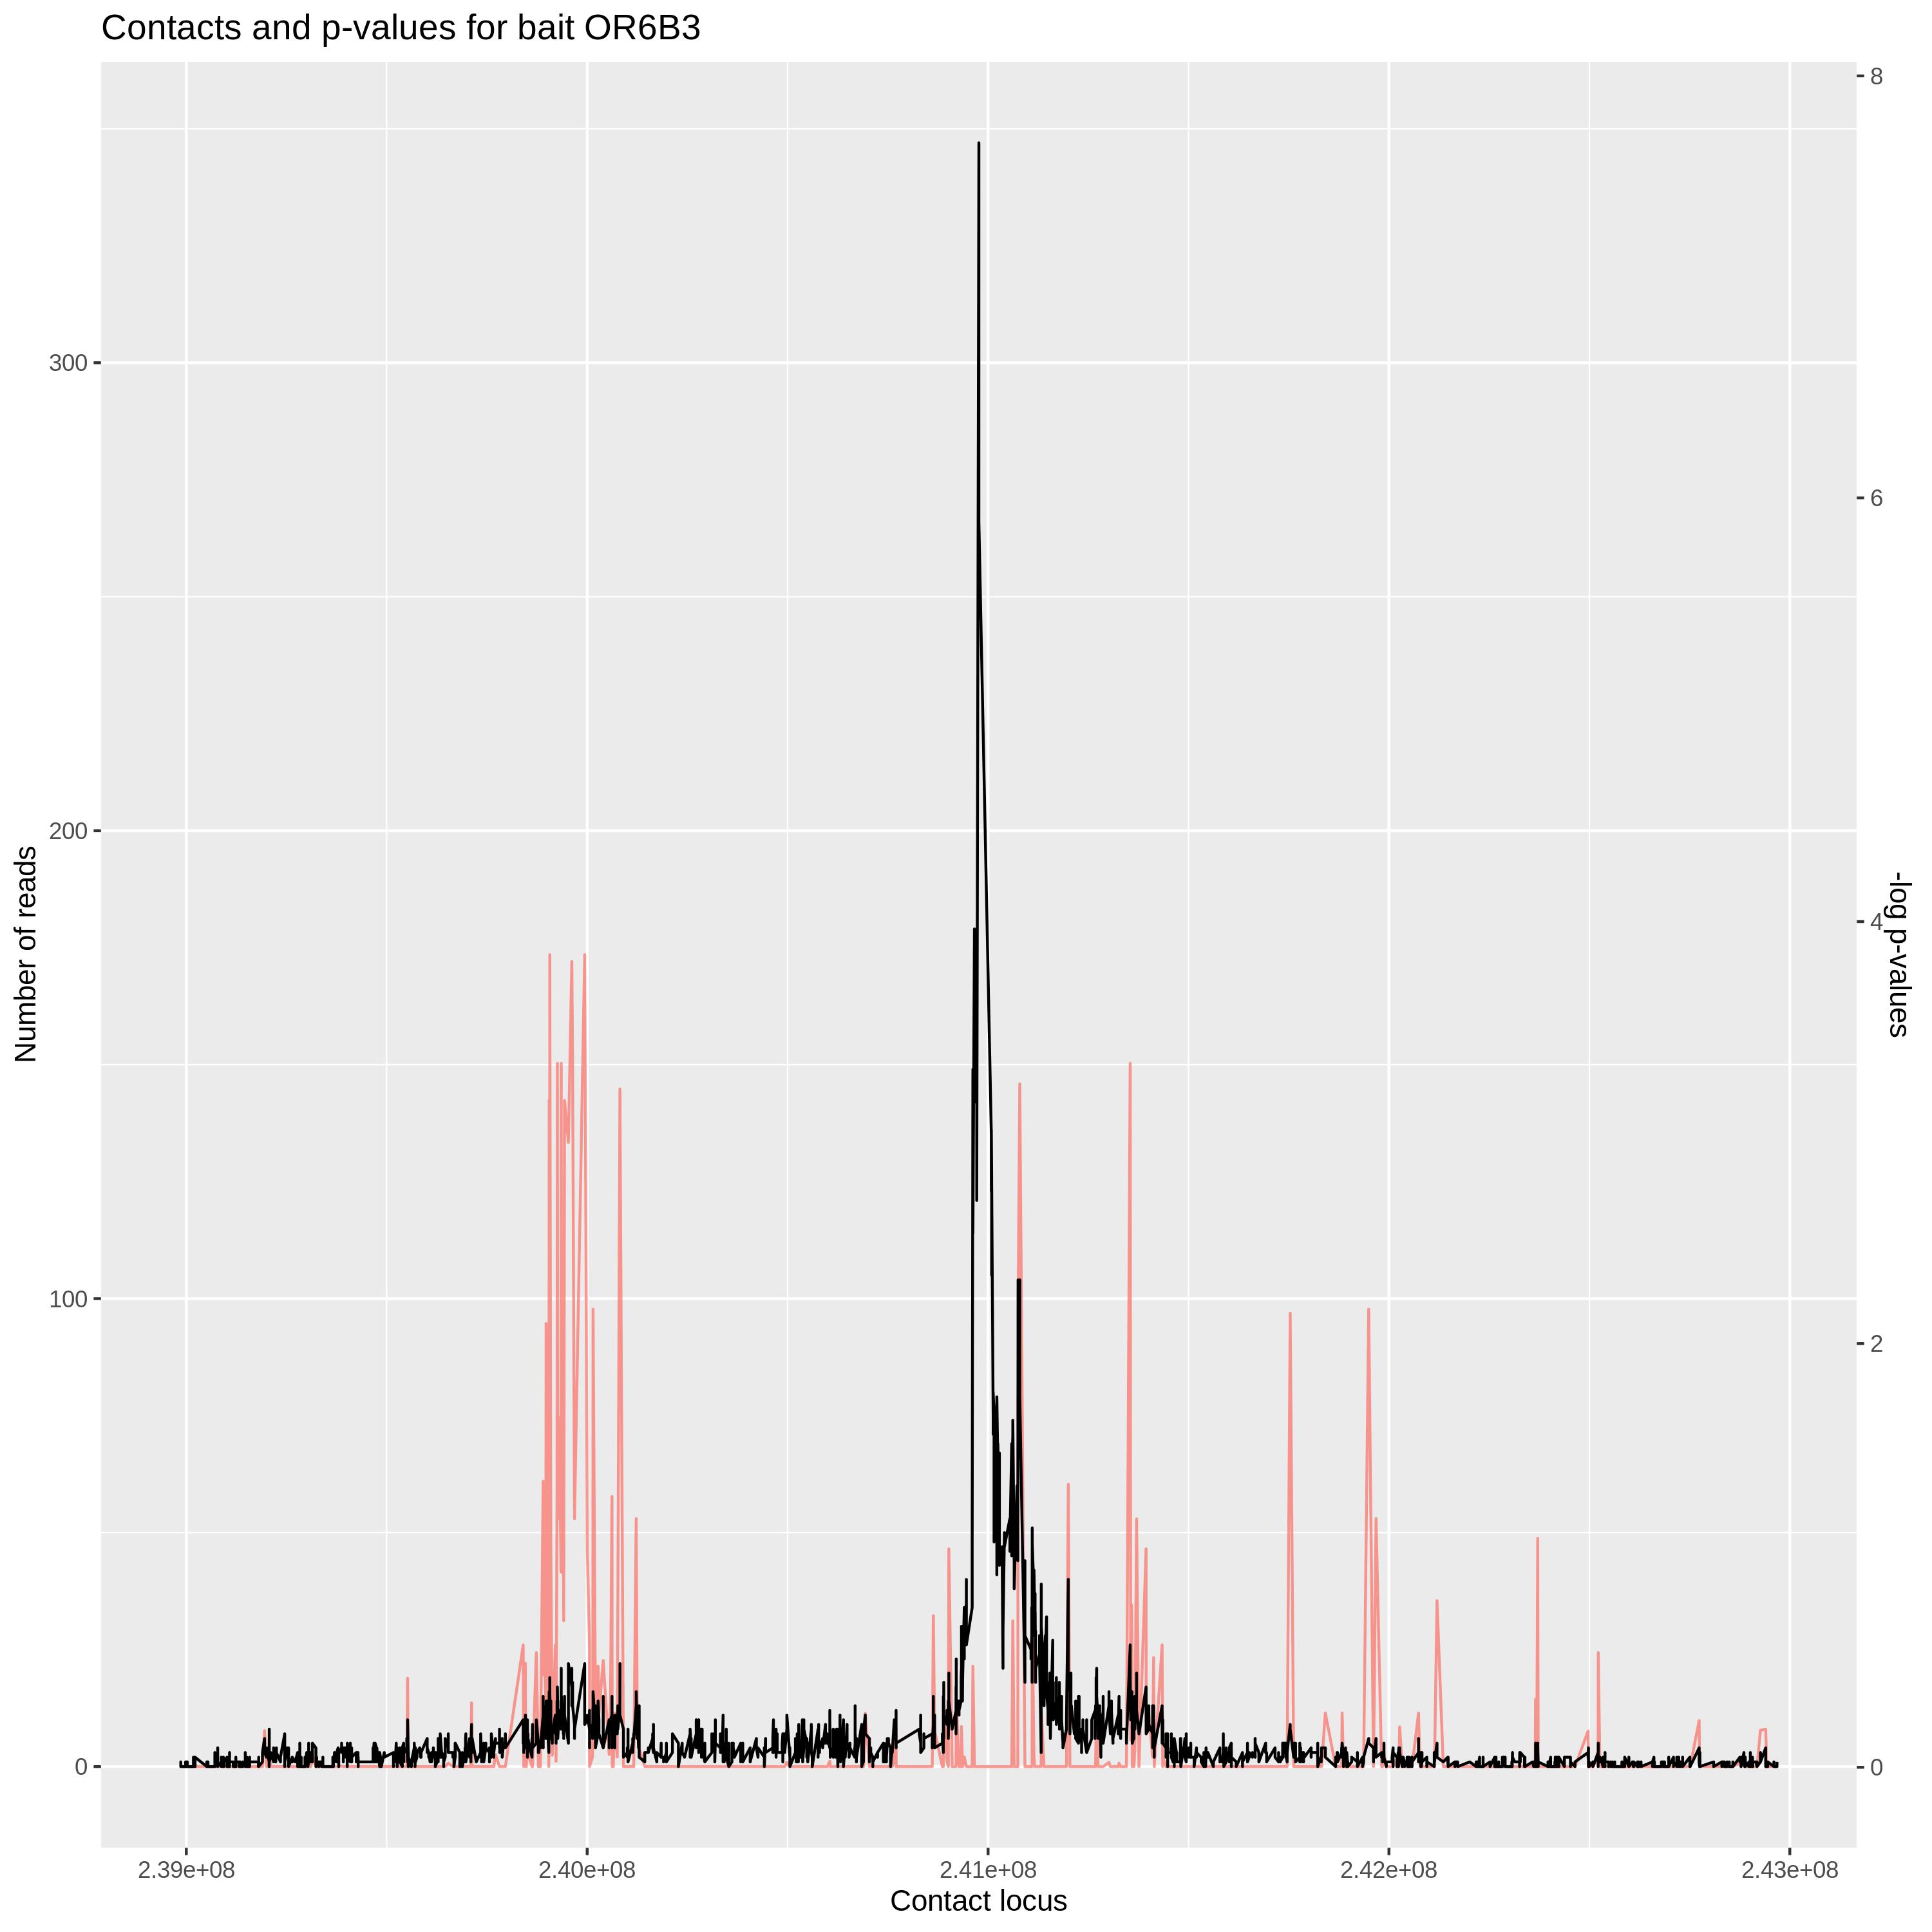 Contacts and p-values for bait OR6B3
Number of reads
300
200
100
0
8
6
4
2
0
-log p-values
2.39e+08
2.40e+08
2.41e+08
2.42e+08
2.43e+08
Contact locus